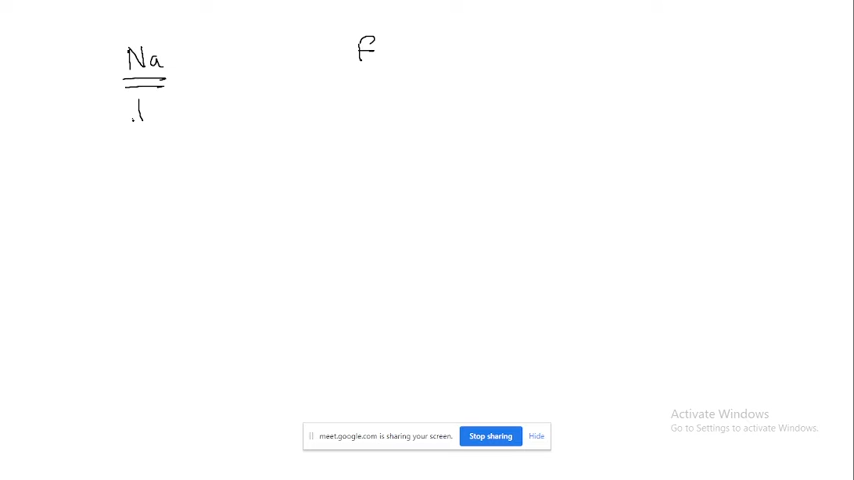 Na F
.1
meet.google.com is sharing your screen. Stop sharing Hide
Activate Windows
Go to Settings to activate Windows.